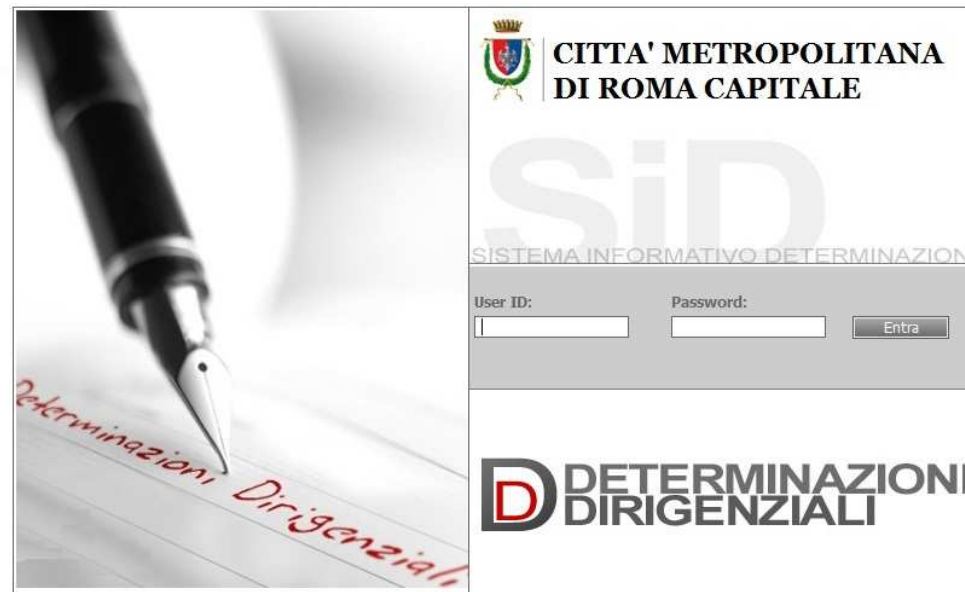 CITTA' METROPOLITANA
DI ROMA CAPITALE
SiD
SISTEMA INFORMATIVO DETERMINAZION
User ID:
Password:
Entra
Determinazioni Dirigenziali
D DETERMINAZIONI
DIRIGENZIALI